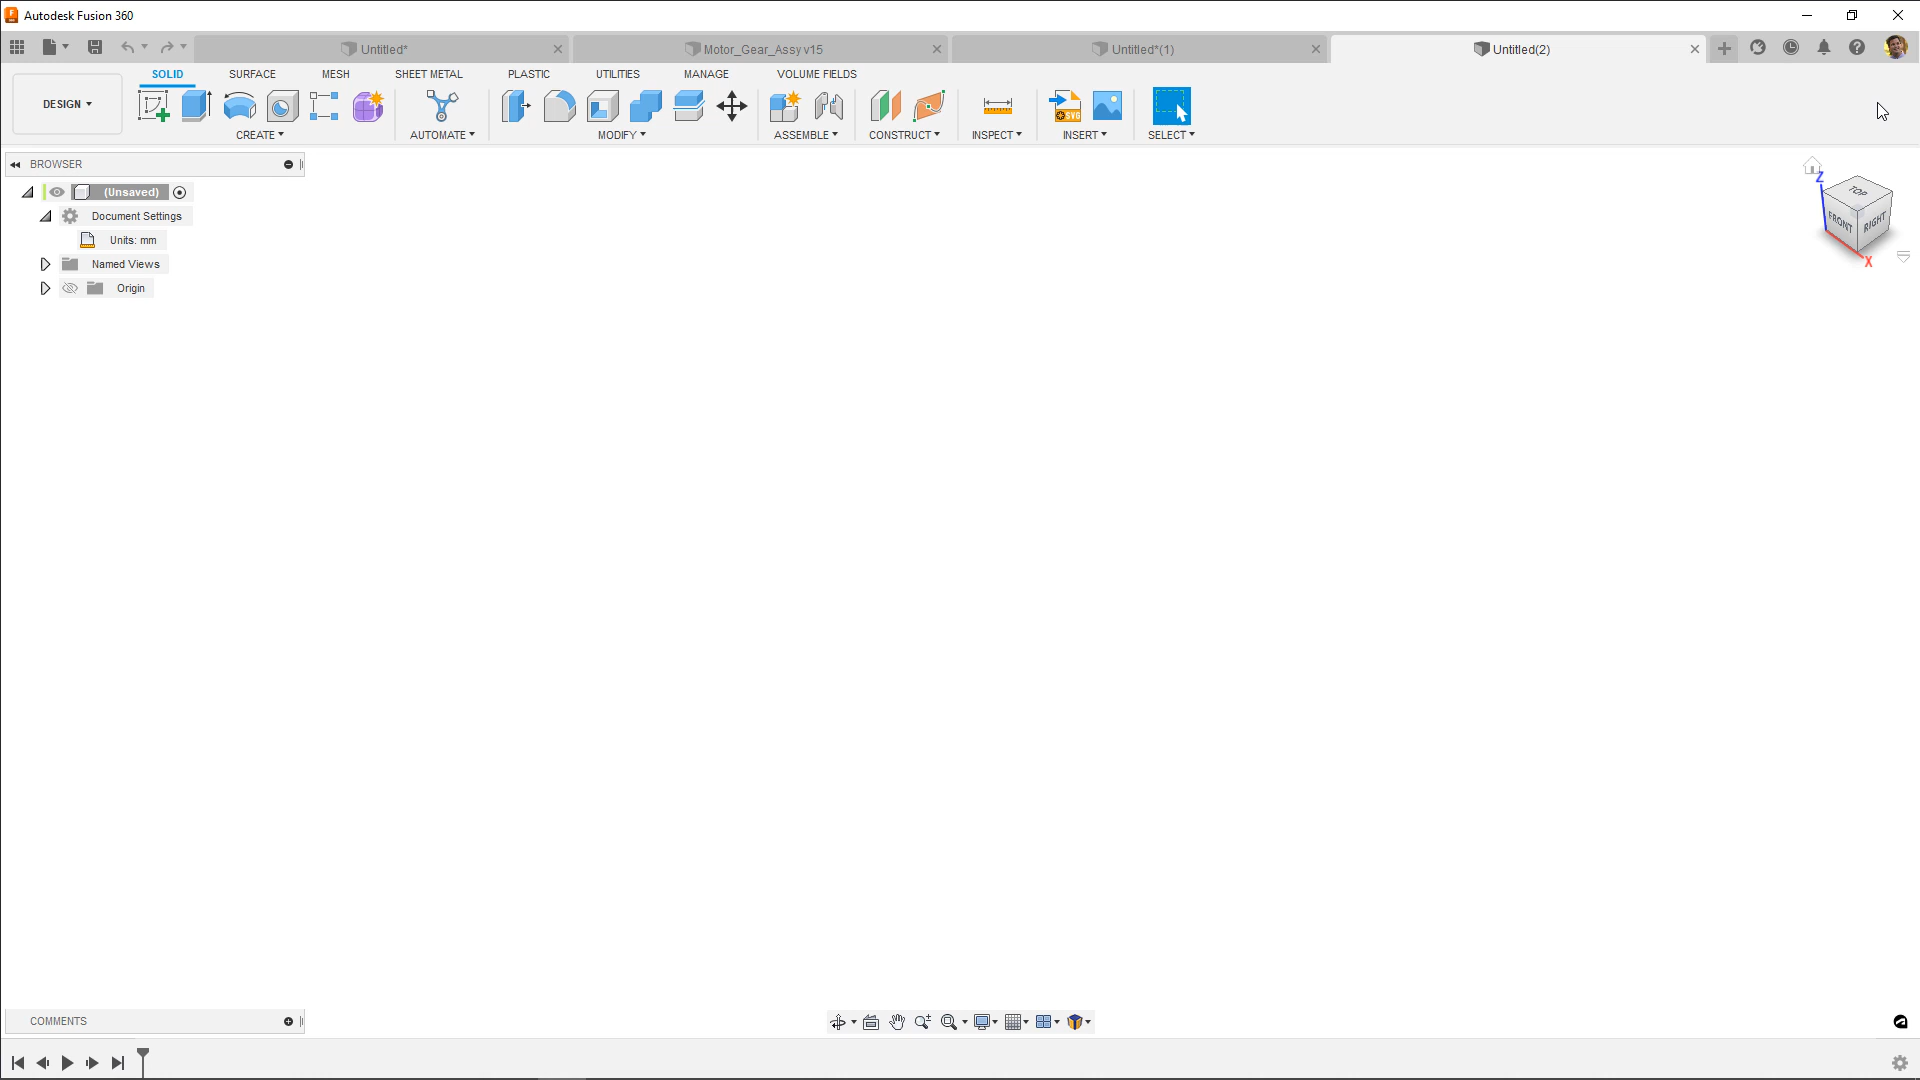 Autodesk Fusion 360
Untitled*
Motor_Gear_Assy v15
Untitled*(1)
Untitled(2)
SOLID
SURFACE
MESH
SHEET METAL
PLASTIC
UTILITIES
MANAGE
VOLUME FIELDS
DESIGN
SVG
CREATE
AUTOMATE
MODIFY
ASSEMBLE
CONSTRUCT
INSPECT
INSERT
SELECT
BROWSER
(Unsaved)
Document Settings
Units: mm
Named Views
Origin
Z
TOP
FRONT
RIGHT
X
COMMENTS